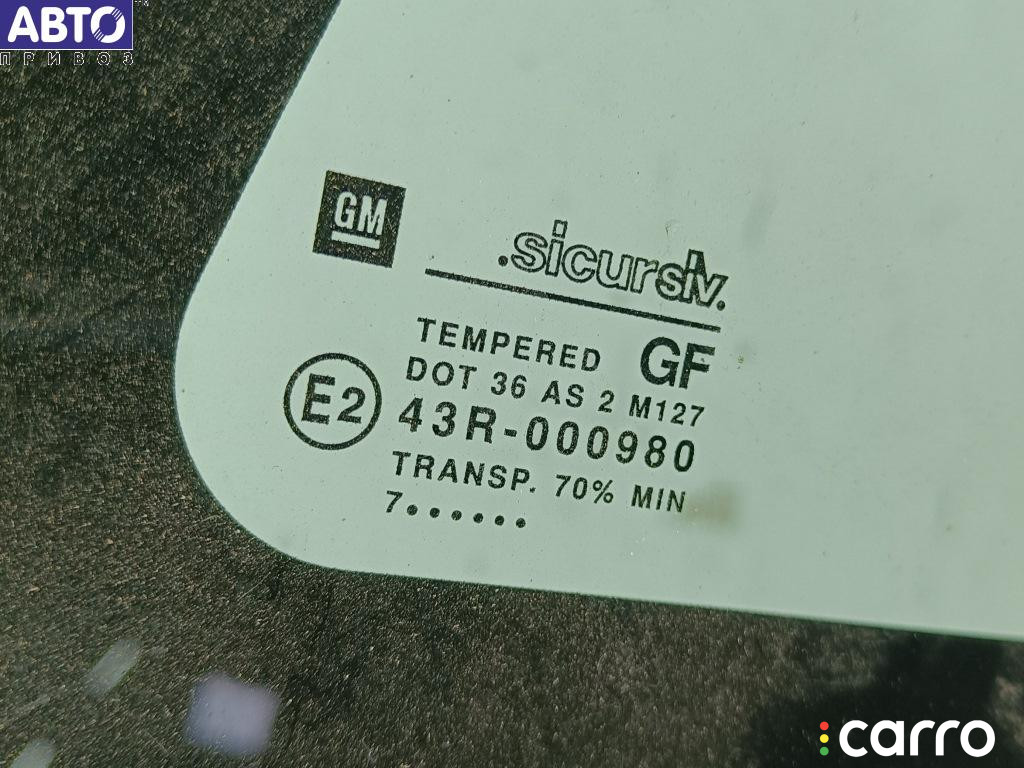 АВТО
ПРИВОЗ
GM
.sicursiv.
TEMPERED GF
DOT 36 AS 2 M127
E2 43R-000980
TRANSP. 70% MIN
7......
carro